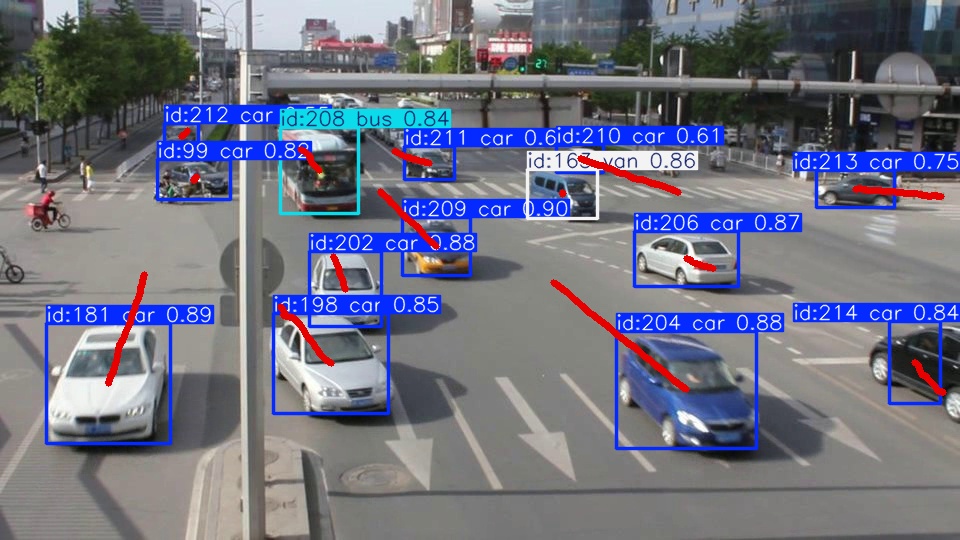 27
id:212 car
id:208 bus 0.84
id:211 car 0.6
id:210 car 0.61
id:99 car 0.82
id:163 van 0.86
id:213 car 0.75
id:209 car 0.90
id:206 car 0.87
id:202 car 0.88
id:198 car 0.85
id:181 car 0.89
id:204 car 0.88
id:214 car 0.84